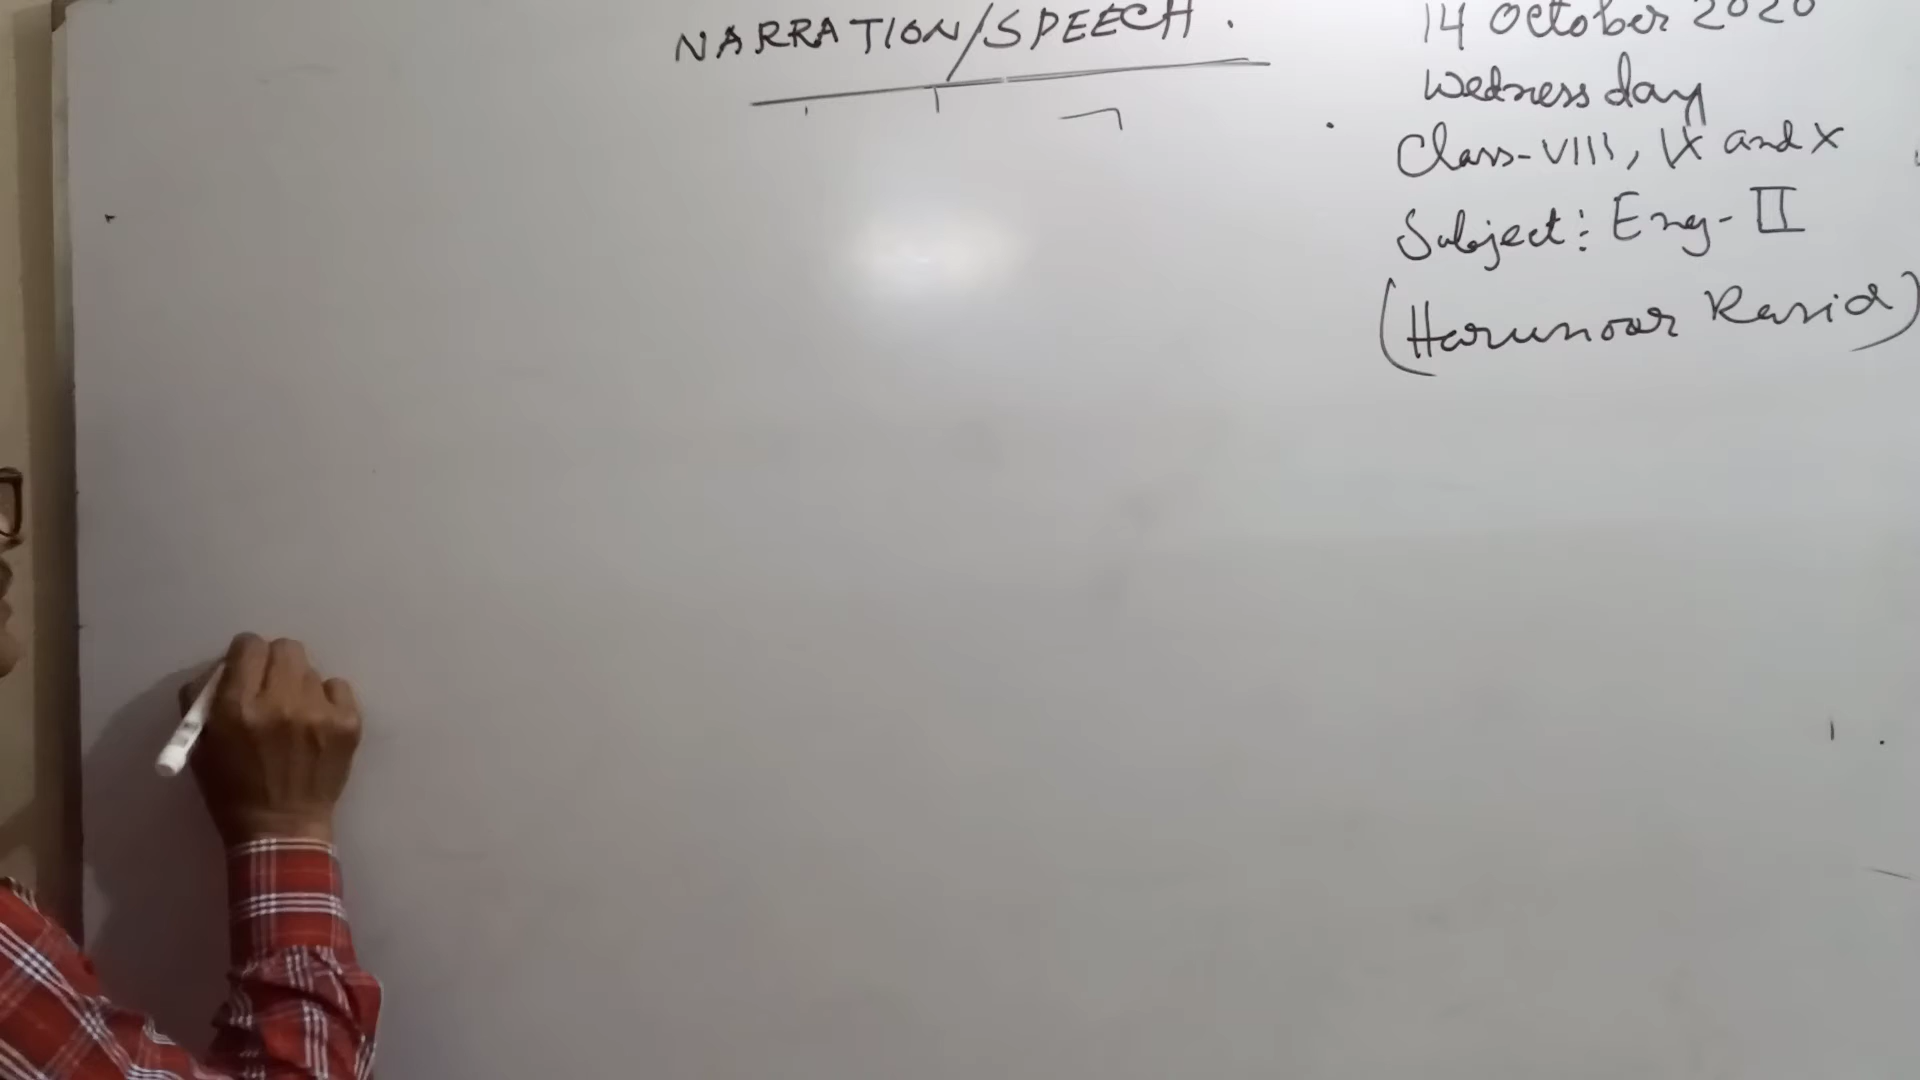 NARRATION/SPEECH.
14 October 2020
Wednessday
Class-VIII, IX and X
Subject: Eng-II
(Harunoar Rasid)